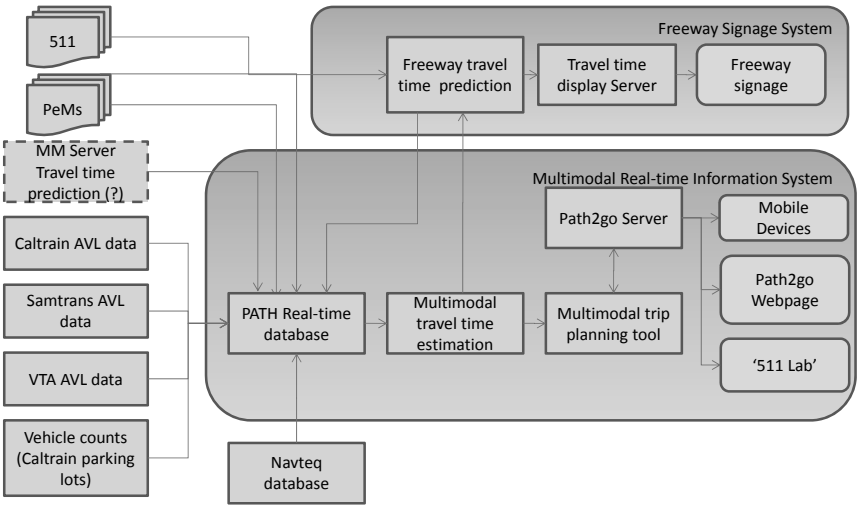 511
PeMs
MM Server
Travel time
prediction (?)
Caltrain AVL data
Samtrans AVL
data
VTA AVL data
Vehicle counts
(Caltrain parking
lots)
Freeway Signage System
Freeway travel
time prediction
Travel time
display Server
Freeway
signage
Multimodal Real-time Information System
Path2go Server
Mobile
Devices
Path2go
Webpage
‘511 Lab’
PATH Real-time
database
Multimodal
travel time
estimation
Multimodal trip
planning tool
Navteq
database